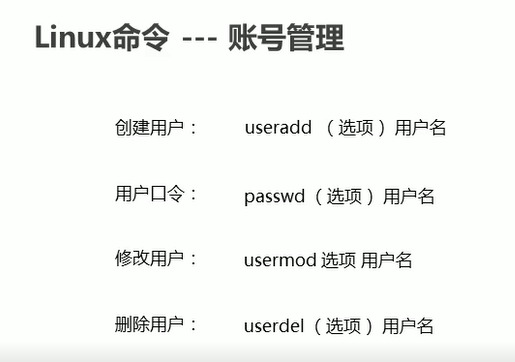 Linux命令 --- 账号管理
创建用户： useradd （选项）用户名
用户口令： passwd（选项）用户名
修改用户： usermod 选项 用户名
删除用户： userdel（选项）用户名